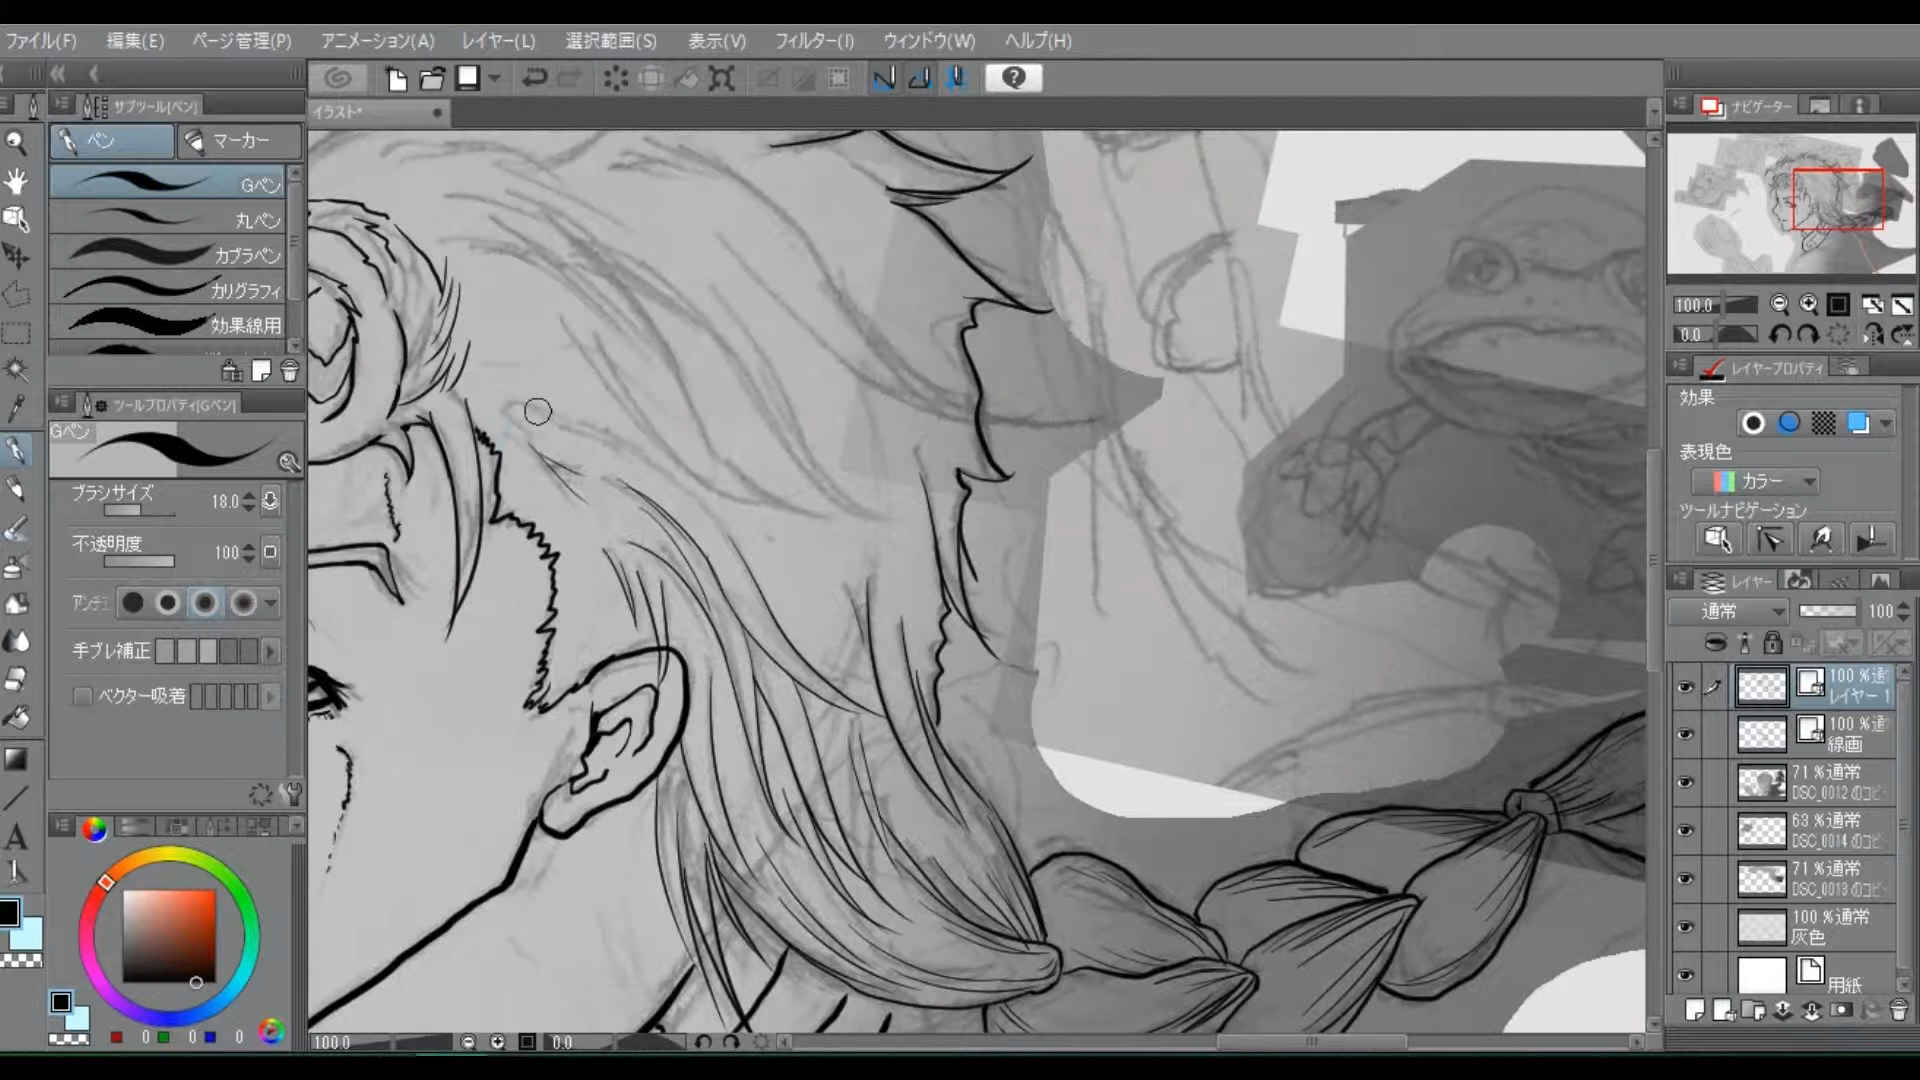 ファイル(F) 編集(E) ページ管理(P) アニメーション(A) レイヤー(L) 選択範囲(S) 表示(V) フィルター(I) ウィンドウ(W) ヘルプ(H)
サブツール[ペン]
イラスト*
ナビゲーター
ペン マーカー
Gペン
丸ペン
カブラペン
カリグラフィ
効果線用
ツールプロパティ[Gペン]
Gペン
ブラシサイズ 18.0
不透明度 100
アンチエ
手ブレ補正
ベクター吸着
0 0 0
100.0 0.0
100.0
0.0
レイヤープロパティ
効果
表現色
カラー
ツールナビゲーション
レイヤー
通常 100
100 %通
レイヤー 1
100 %通
線画
71 %通常
DSC_0012 のコピ
63 %通常
DSC_0014 のコピ
71 %通常
DSC_0013 のコピ
100 %通常
灰色
用紙